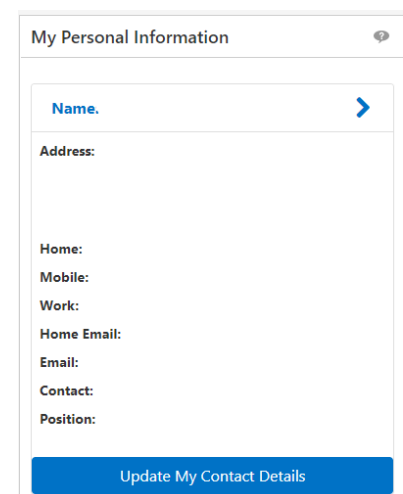 My Personal Information
Name.
Address:
Home:
Mobile:
Work:
Home Email:
Email:
Contact:
Position:
Update My Contact Details